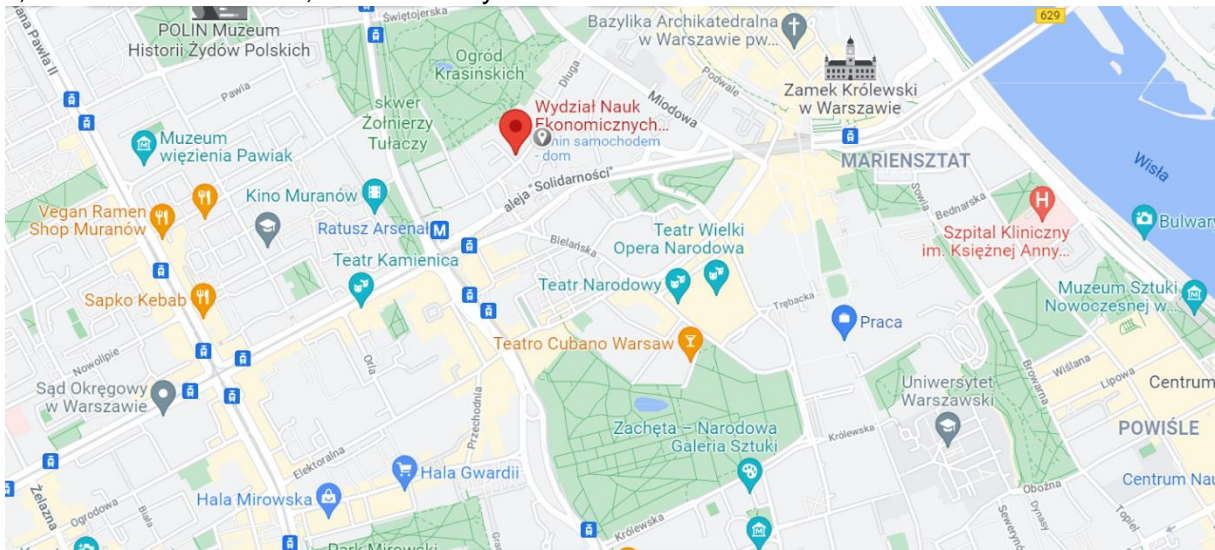 Świętojerska
Bazylika Archikatedralna
w Warszawie pw...
629
POLIN Muzeum
Historii Żydów Polskich
Ogród
Krasińskich
Długa
Podwale
Miodowa
Zamek Królewski
w Warszawie
Pawia
skwer
Żołnierzy
Tułaczy
Wydział Nauk
Ekonomicznych...
min samochodem
- dom
Muzeum
więzienia Pawiak
MARIENSZTAT
Wisła
aleja "Solidarności"
Sowia
Bednarska
Kino Muranów
Vegan Ramen
Shop Muranów
Ratusz Arsenał
M
H
Szpital Kliniczny
im. Księżnej Anny...
Bulwary
Bielańska
Teatr Wielki
Opera Narodowa
Teatr Kamienica
Teatr Narodowy
Trębacka
Muzeum Sztuki
Nowoczesnej w...
Sapko Kebab
Praca
Teatro Cubano Warsaw
Nowolipie
Orla
Browarna
Wiślana
Lipowa
Centrum
Sąd Okręgowy
w Warszawie
Uniwersytet
Warszawski
Przechodnia
Zachęta – Narodowa
Galeria Sztuki
Królewska
POWIŚLE
Elektoralna
Hala Gwardii
Hala Mirowska
Centrum Nau
Oboźna
Żelazna
Ogrodowa
Biała
Królewska
Dynasy
Topiel
Park Mirowski